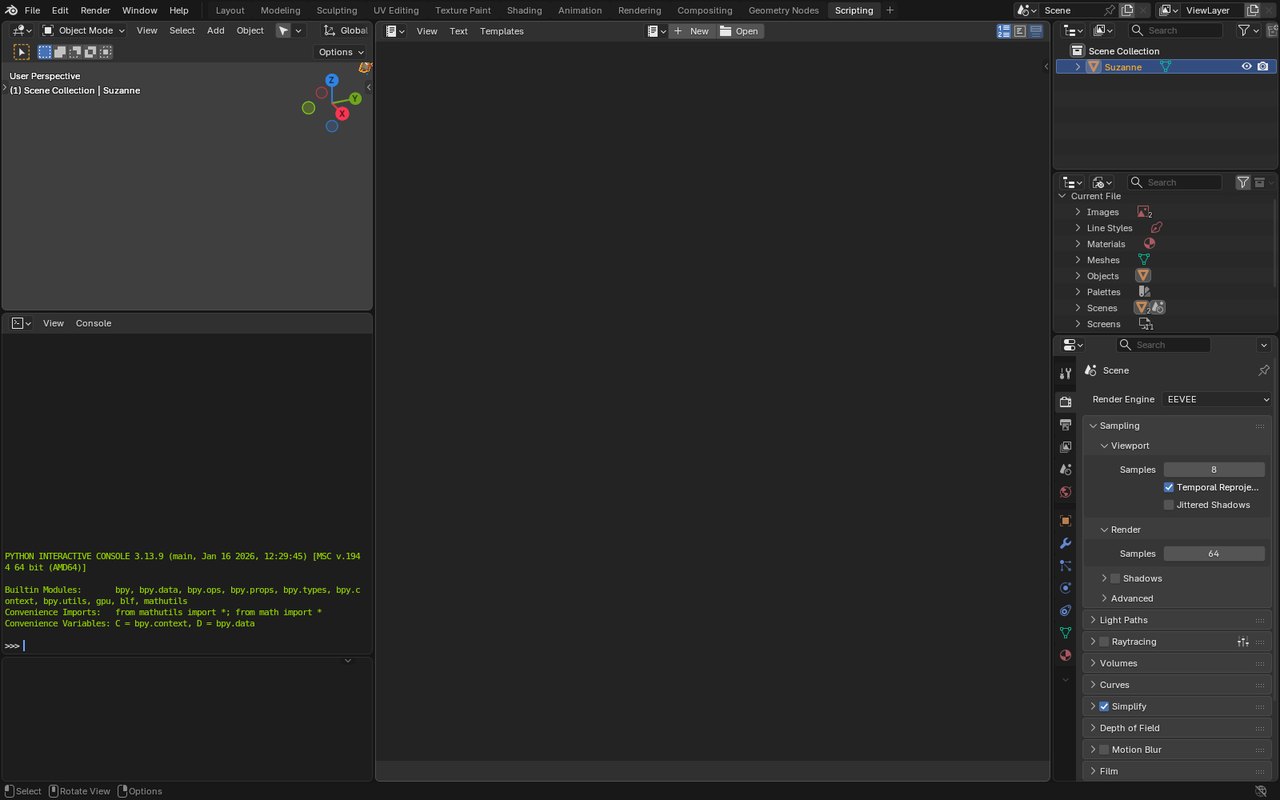 File Edit Render Window Help Layout Modeling Sculpting UV Editing Texture Paint Shading Animation Rendering Compositing Geometry Nodes Scripting Scene ViewLayer
Object Mode View Select Add Object Global
Options
User Perspective
(1) Scene Collection | Suzanne
Z
Y
X
View Text Templates New Open
Search
Scene Collection
Suzanne
Search
Current File
Images 2
Line Styles
Materials
Meshes
Objects
Palettes
Scenes 2
Screens 11
View Console
PYTHON INTERACTIVE CONSOLE 3.13.9 (main, Jan 16 2026, 12:29:45) [MSC v.194
4 64 bit (AMD64)]
Builtin Modules: bpy, bpy.data, bpy.ops, bpy.props, bpy.types, bpy.c
ontext, bpy.utils, gpu, blf, mathutils
Convenience Imports: from mathutils import *; from math import *
Convenience Variables: C = bpy.context, D = bpy.data
>>>
Search
Scene
Render Engine EEVEE
Sampling
Viewport
Samples 8
Temporal Reproje...
Jittered Shadows
Render
Samples 64
Shadows
Advanced
Light Paths
Raytracing
Volumes
Curves
Simplify
Depth of Field
Motion Blur
Film
Select Rotate View Options